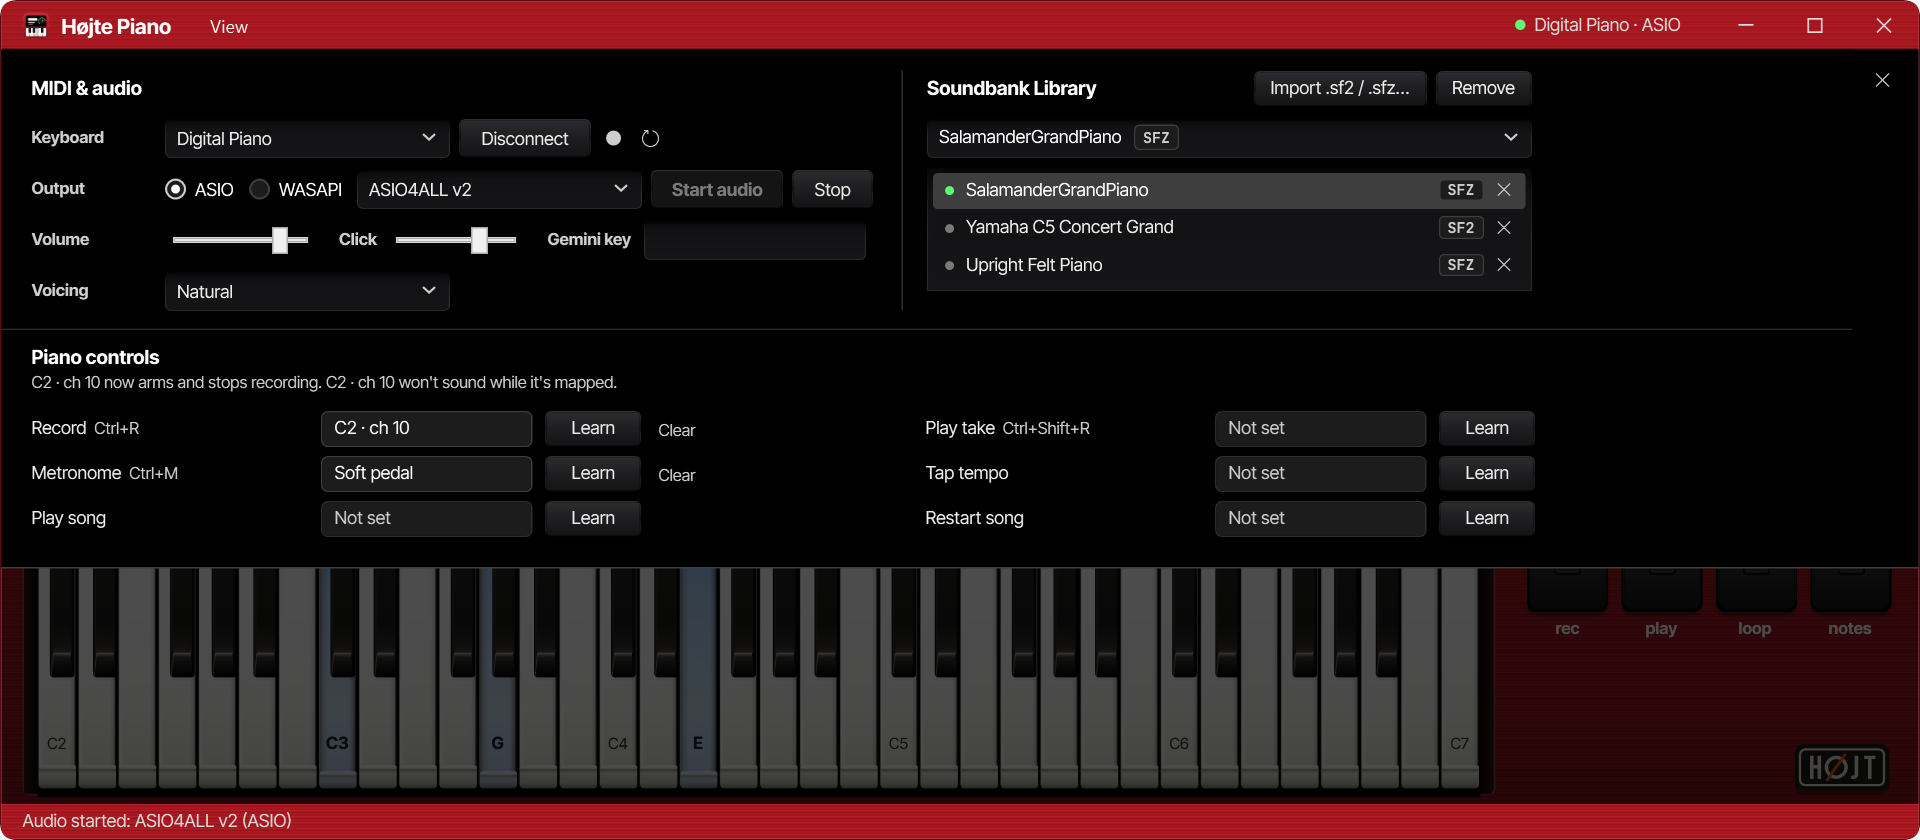 Højte Piano View Digital Piano · ASIO
MIDI & audio
Keyboard Digital Piano Disconnect
Output ASIO WASAPI ASIO4ALL v2 Start audio Stop
Volume Click Gemini key
Voicing Natural
Soundbank Library Import .sf2 / .sfz... Remove
SalamanderGrandPiano SFZ
SalamanderGrandPiano SFZ
Yamaha C5 Concert Grand SF2
Upright Felt Piano SFZ
Piano controls
C2 · ch 10 now arms and stops recording. C2 · ch 10 won't sound while it's mapped.
Record Ctrl+R C2 · ch 10 Learn Clear Play take Ctrl+Shift+R Not set Learn
Metronome Ctrl+M Soft pedal Learn Clear Tap tempo Not set Learn
Play song Not set Learn Restart song Not set Learn
rec play loop notes
C2 C3 G C4 E C5 C6 C7
HØJT
Audio started: ASIO4ALL v2 (ASIO)